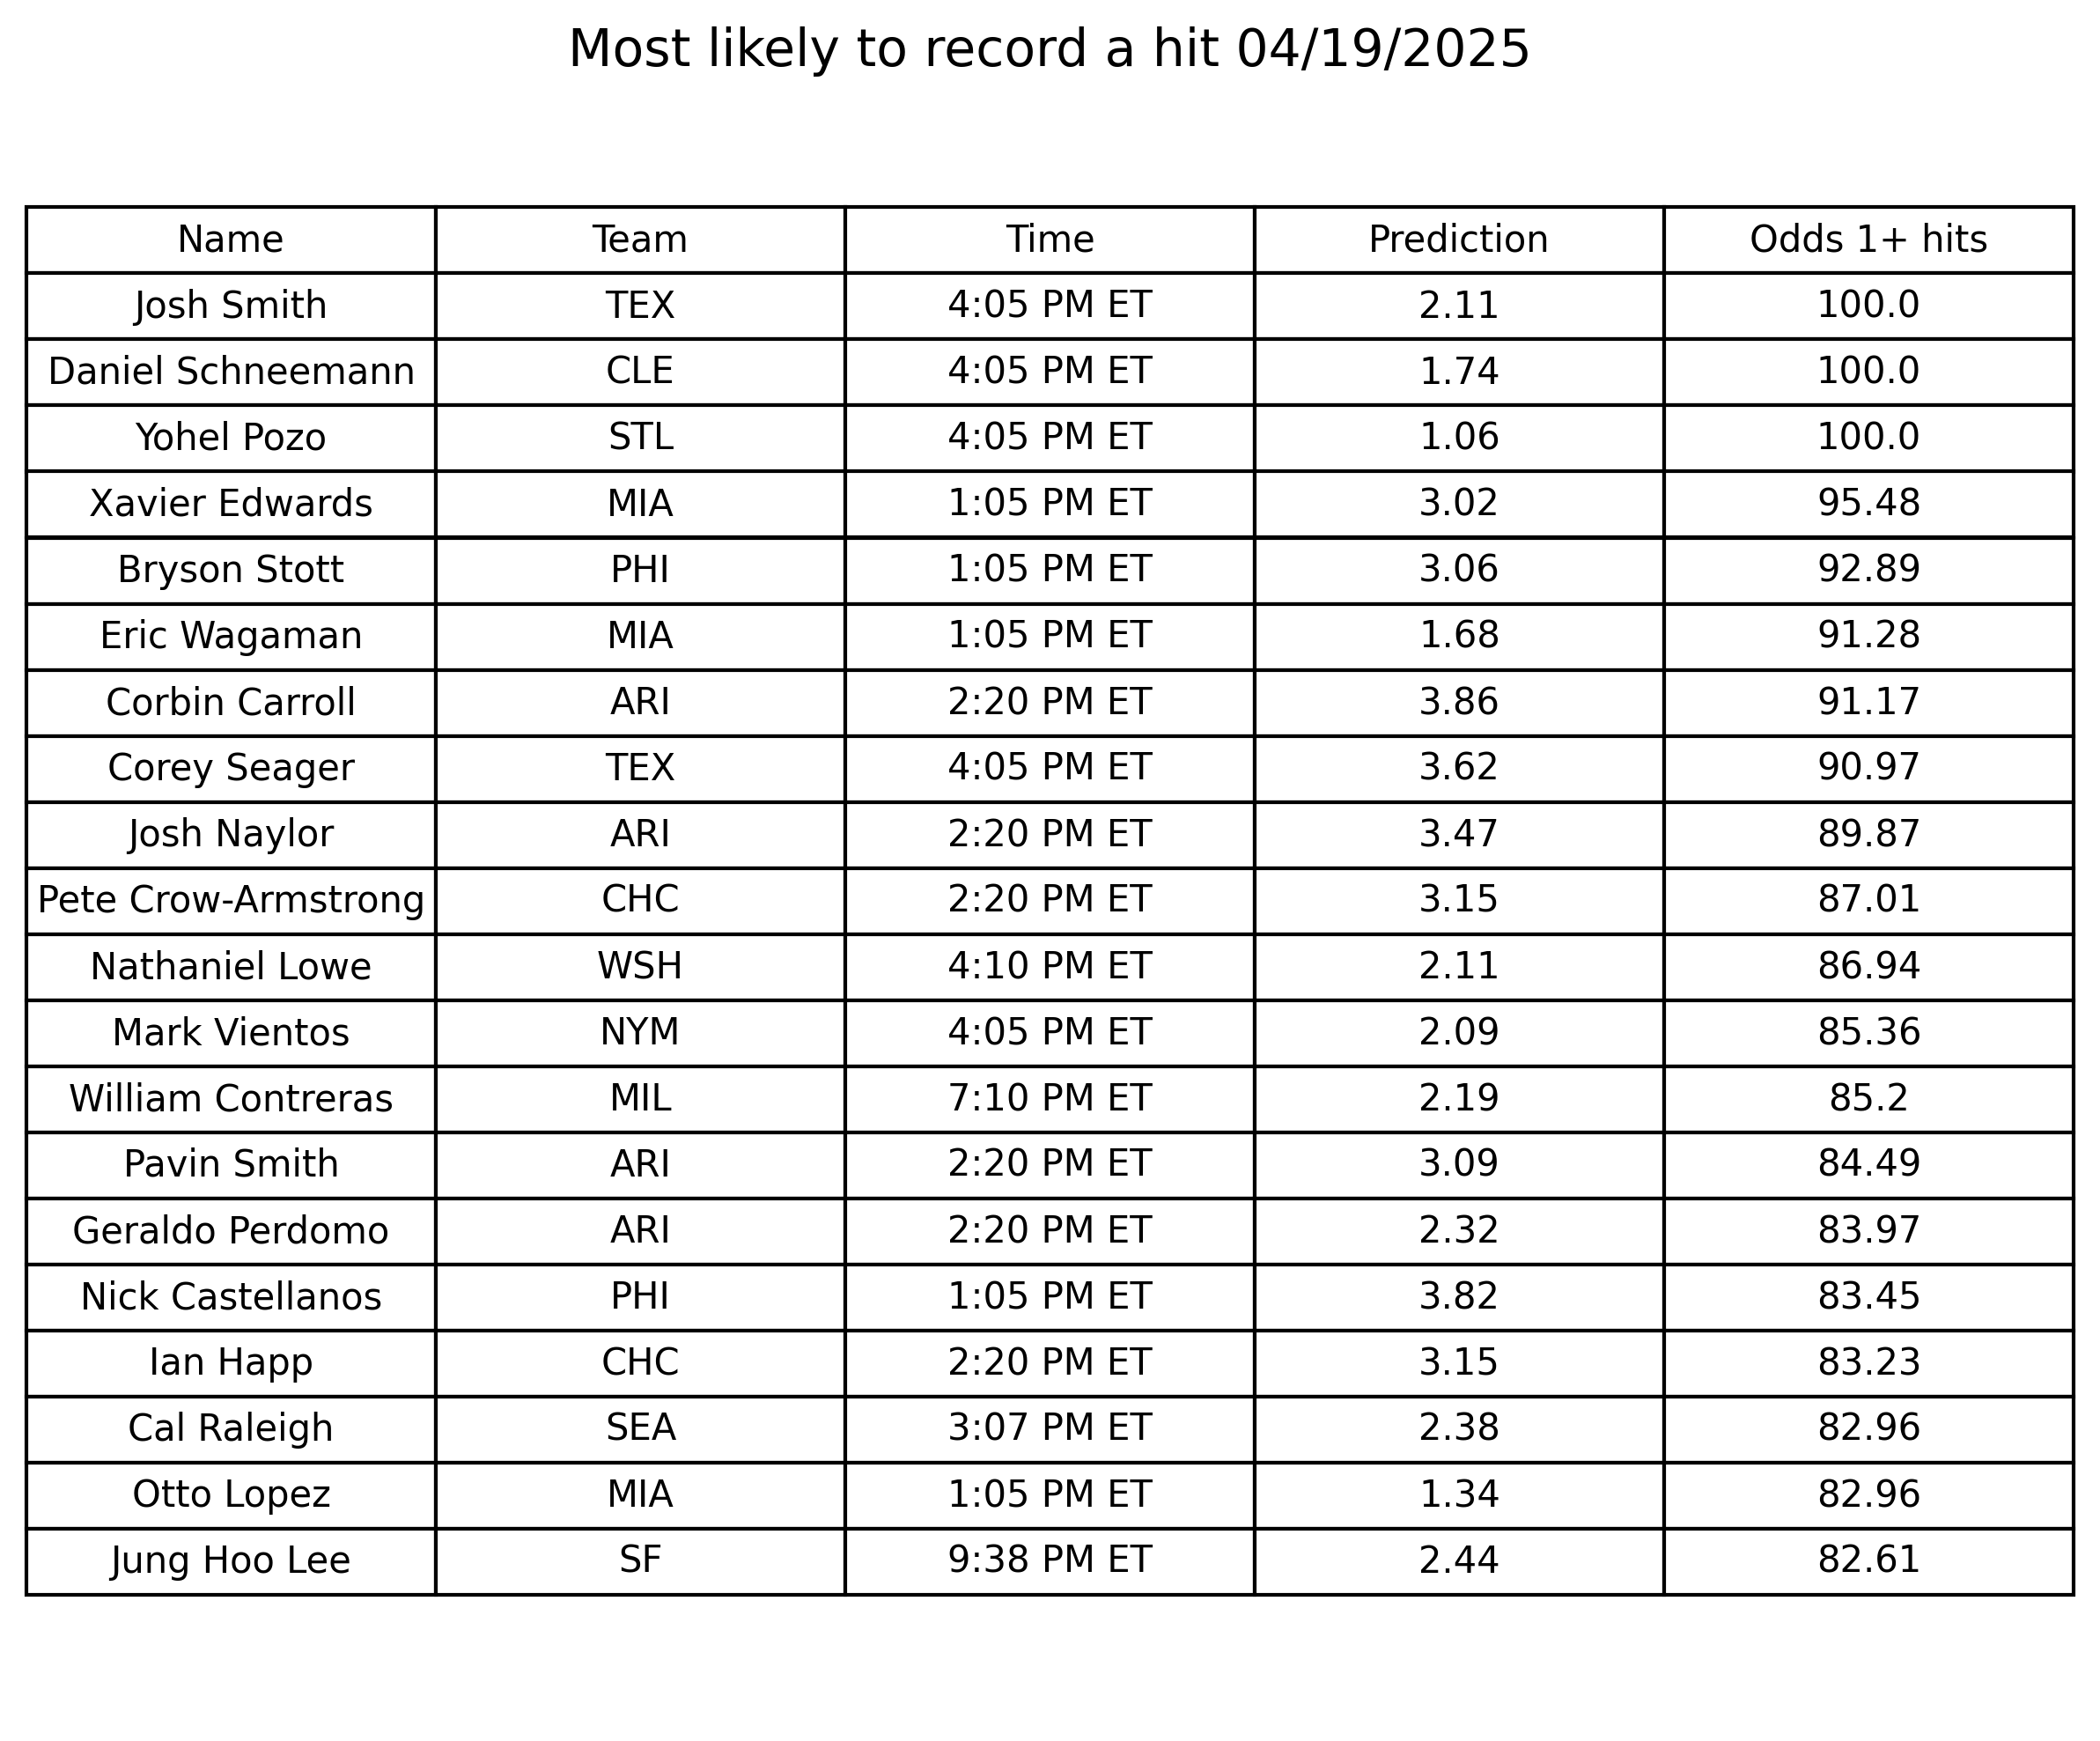 Most likely to record a hit 04/19/2025
Name Team Time Prediction Odds 1+ hits
Josh Smith TEX 4:05 PM ET 2.11 100.0
Daniel Schneemann CLE 4:05 PM ET 1.74 100.0
Yohel Pozo STL 4:05 PM ET 1.06 100.0
Xavier Edwards MIA 1:05 PM ET 3.02 95.48
Bryson Stott PHI 1:05 PM ET 3.06 92.89
Eric Wagaman MIA 1:05 PM ET 1.68 91.28
Corbin Carroll ARI 2:20 PM ET 3.86 91.17
Corey Seager TEX 4:05 PM ET 3.62 90.97
Josh Naylor ARI 2:20 PM ET 3.47 89.87
Pete Crow-Armstrong CHC 2:20 PM ET 3.15 87.01
Nathaniel Lowe WSH 4:10 PM ET 2.11 86.94
Mark Vientos NYM 4:05 PM ET 2.09 85.36
William Contreras MIL 7:10 PM ET 2.19 85.2
Pavin Smith ARI 2:20 PM ET 3.09 84.49
Geraldo Perdomo ARI 2:20 PM ET 2.32 83.97
Nick Castellanos PHI 1:05 PM ET 3.82 83.45
Ian Happ CHC 2:20 PM ET 3.15 83.23
Cal Raleigh SEA 3:07 PM ET 2.38 82.96
Otto Lopez MIA 1:05 PM ET 1.34 82.96
Jung Hoo Lee SF 9:38 PM ET 2.44 82.61